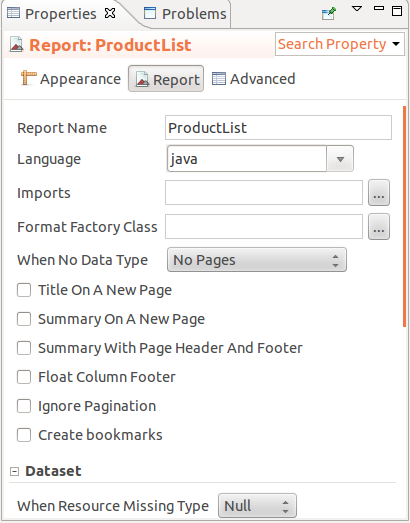 Properties Problems
Report: ProductList Search Property
Appearance Report Advanced
Report Name ProductList
Language java
Imports ...
Format Factory Class ...
When No Data Type No Pages
Title On A New Page
Summary On A New Page
Summary With Page Header And Footer
Float Column Footer
Ignore Pagination
Create bookmarks
Dataset
When Resource Missing Type Null